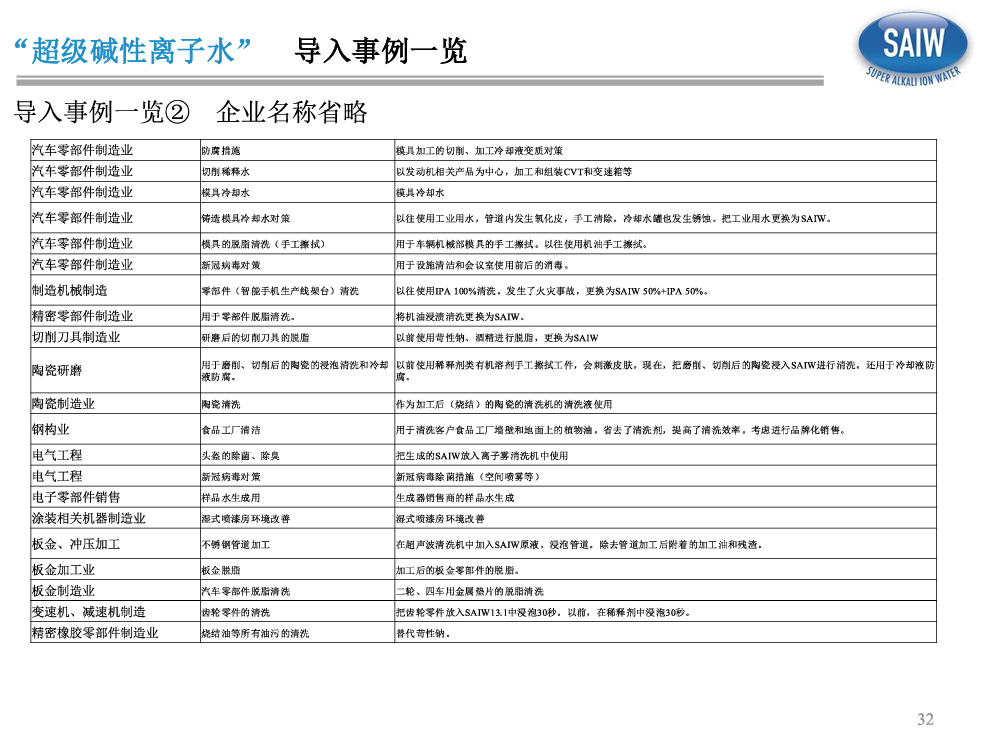 “超级碱性离子水” 导入事例一览
SAIW
SUPER ALKALI ION WATER
导入事例一览② 企业名称省略
汽车零部件制造业 防腐措施 模具加工的切削、加工冷却液变质对策
汽车零部件制造业 切削稀释水 以发动机相关产品为中心，加工和组装CVT和变速箱等
汽车零部件制造业 模具冷却水 模具冷却水
汽车零部件制造业 铸造模具冷却水对策 以往使用工业用水，管道内发生氧化皮，手工清除。冷却水罐也发生锈蚀。把工业用水更换为SAIW。
汽车零部件制造业 模具的脱脂清洗（手工擦拭） 用于车辆机械部模具的手工擦拭。以往使用机油手工擦拭。
汽车零部件制造业 新冠病毒对策 用于设施清洁和会议室使用前后的消毒。
制造机械制造 零部件（智能手机生产线架台）清洗 以往使用IPA 100%清洗。发生了火灾事故，更换为SAIW 50%+IPA 50%。
精密零部件制造业 用于零部件脱脂清洗。 将机油浸渍清洗更换为SAIW。
切削刀具制造业 研磨后的切削刀具的脱脂 以前使用苛性钠、酒精进行脱脂，更换为SAIW
陶瓷研磨 用于磨削、切削后的陶瓷的浸泡清洗和冷却 以前使用稀释剂类有机溶剂手工擦拭工件，会刺激皮肤。现在，把磨削、切削后的陶瓷浸入SAIW进行清洗。还用于冷却液防
液防腐。 腐。
陶瓷制造业 陶瓷清洗 作为加工后（烧结）的陶瓷的清洗机的清洗液使用
钢构业 食品工厂清洁 用于清洗客户食品工厂墙壁和地面上的植物油。省去了清洗剂，提高了清洗效率。考虑进行品牌化销售。
电气工程 头盔的除菌、除臭 把生成的SAIW放入离子雾清洗机中使用
电气工程 新冠病毒对策 新冠病毒除菌措施（空间喷雾等）
电子零部件销售 样品水生成用 生成器销售商的样品水生成
涂装相关机器制造业 湿式喷漆房环境改善 湿式喷漆房环境改善
板金、冲压加工 不锈钢管道加工 在超声波清洗机中加入SAIW原液，浸泡管道。除去管道加工后附着的加工油和残渣。
板金加工业 板金脱脂 加工后的板金零部件的脱脂。
板金制造业 汽车零部件脱脂清洗 二轮、四车用金属垫片的脱脂清洗
变速机、减速机制造 齿轮零件的清洗 把齿轮零件放入SAIW13.1中浸泡30秒。以前，在稀释剂中浸泡30秒。
精密橡胶零部件制造业 烧结油等所有油污的清洗 替代苛性钠。
32